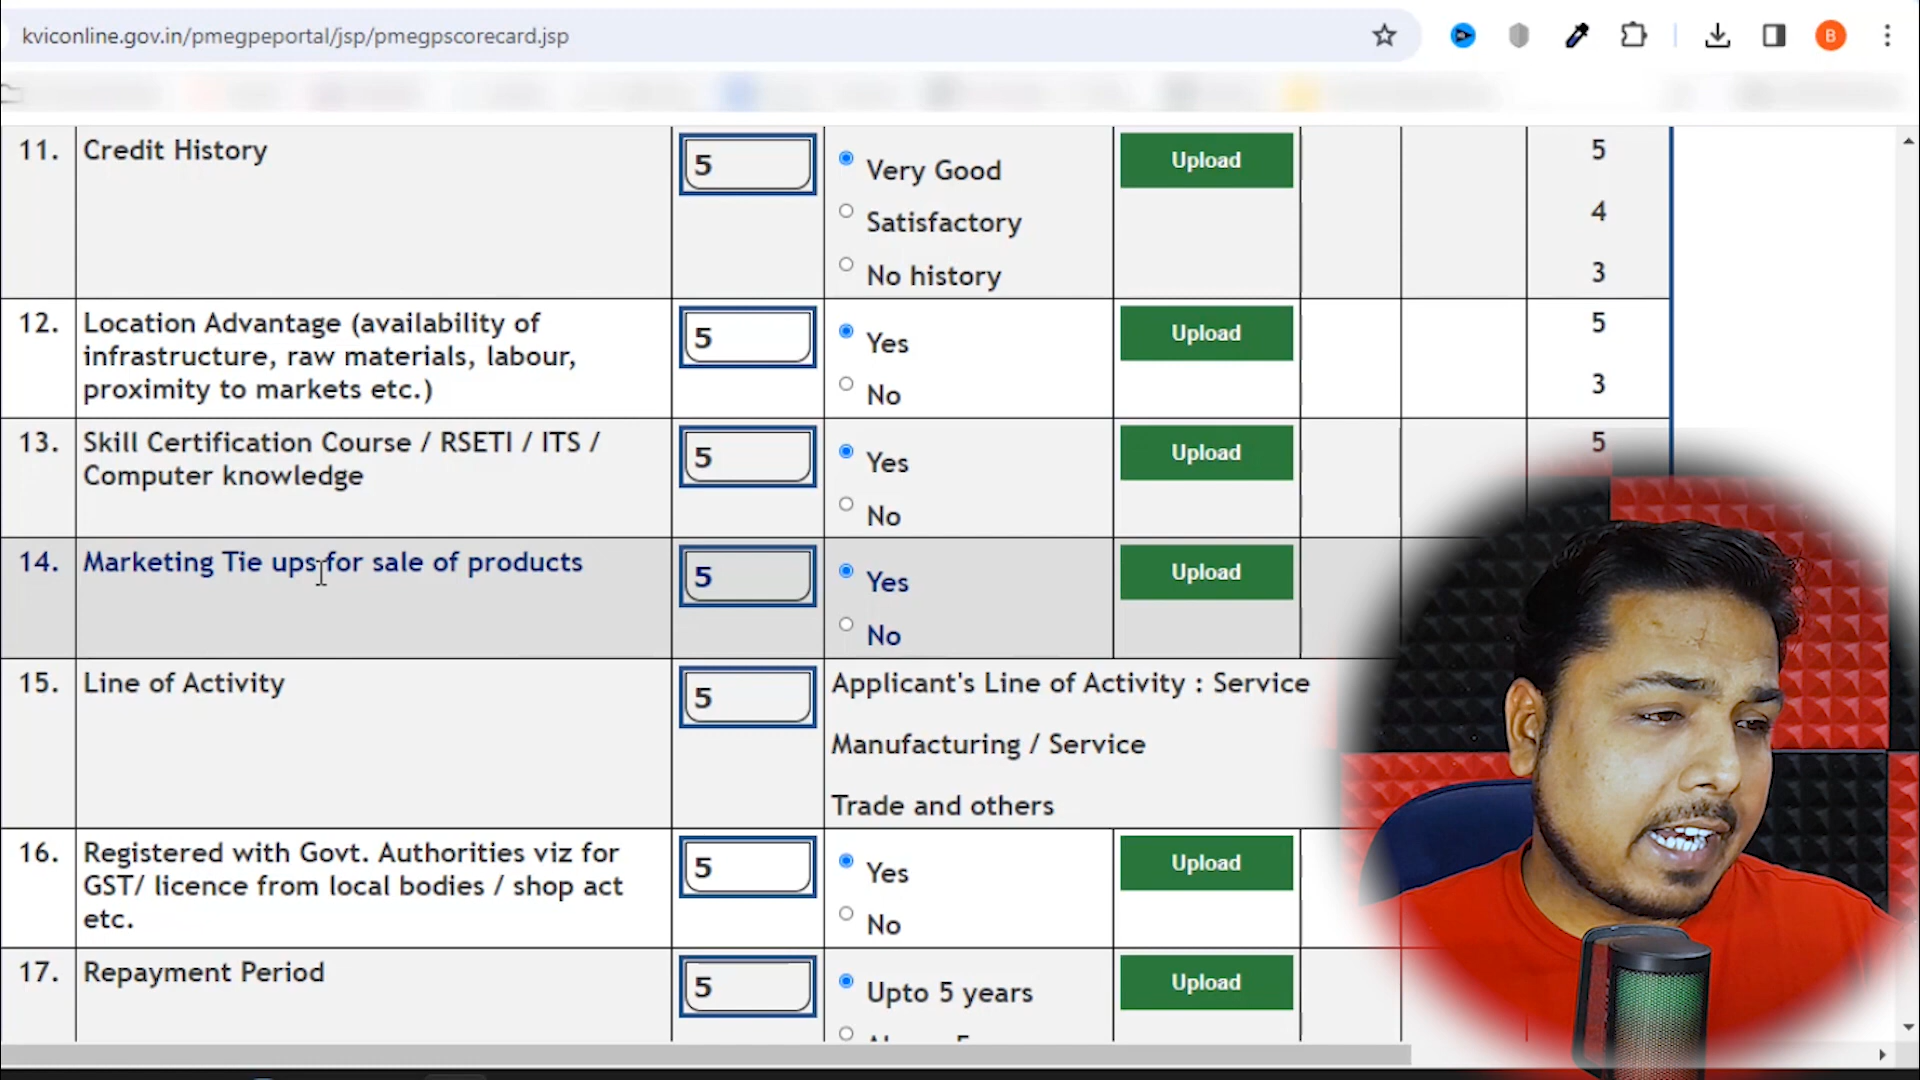 kviconline.gov.in/pmegpeportal/jsp/pmegpscorecard.jsp
B
11. Credit History 5 Very Good Upload 5
Satisfactory 4
No history 3
12. Location Advantage (availability of
infrastructure, raw materials, labour,
proximity to markets etc.)
5 Yes Upload 5
No 3
13. Skill Certification Course / RSETI / ITS /
Computer knowledge
5 Yes Upload 5
No
14. Marketing Tie ups for sale of products 5 Yes Upload
No
15. Line of Activity 5 Applicant's Line of Activity : Service
Manufacturing / Service
Trade and others
16. Registered with Govt. Authorities viz for
GST/ licence from local bodies / shop act
etc.
5 Yes Upload
No
17. Repayment Period 5 Upto 5 years Upload